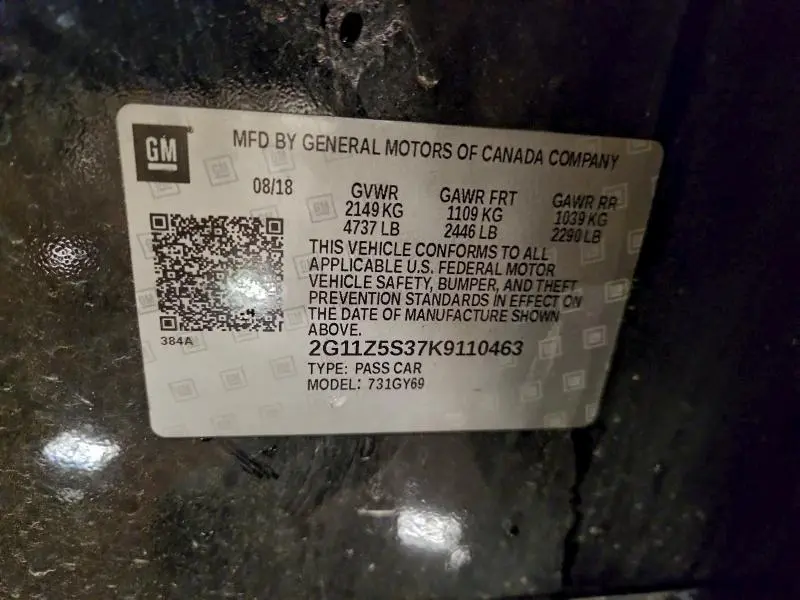 GM
MFD BY GENERAL MOTORS OF CANADA COMPANY
08/18
GVWR
2149 KG
4737 LB
GAWR FRT
1109 KG
2446 LB
GAWR RR
1039 KG
2290 LB
THIS VEHICLE CONFORMS TO ALL
APPLICABLE U.S. FEDERAL MOTOR
VEHICLE SAFETY, BUMPER, AND THEFT
PREVENTION STANDARDS IN EFFECT ON
THE DATE OF MANUFACTURE SHOWN
ABOVE.
384A
2G11Z5S37K9110463
TYPE: PASS CAR
MODEL: 731GY69